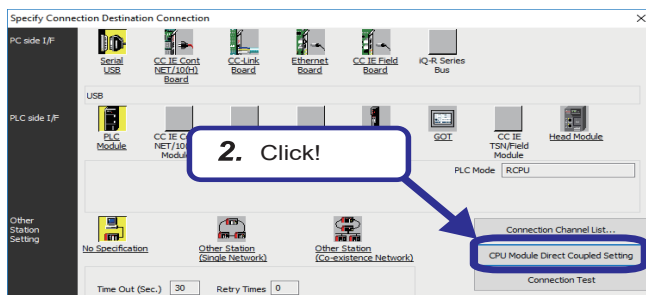 Specify Connection Destination Connection
PC side I/F
Serial USB
CC IE Cont NET/10(H) Board
CC-Link Board
Ethernet Board
CC IE Field Board
iQ-R Series Bus
USB
PLC side I/F
PLC Module
CC IE
NET/10
Modul
GOT
CC IE TSN/Field Module
Head Module
2. Click!
PLC Mode RCPU
Other Station Setting
No Specification
Other Station (Single Network)
Other Station (Co-existence Network)
Connection Channel List...
CPU Module Direct Coupled Setting
Connection Test
Time Out (Sec.) 30 Retry Times 0